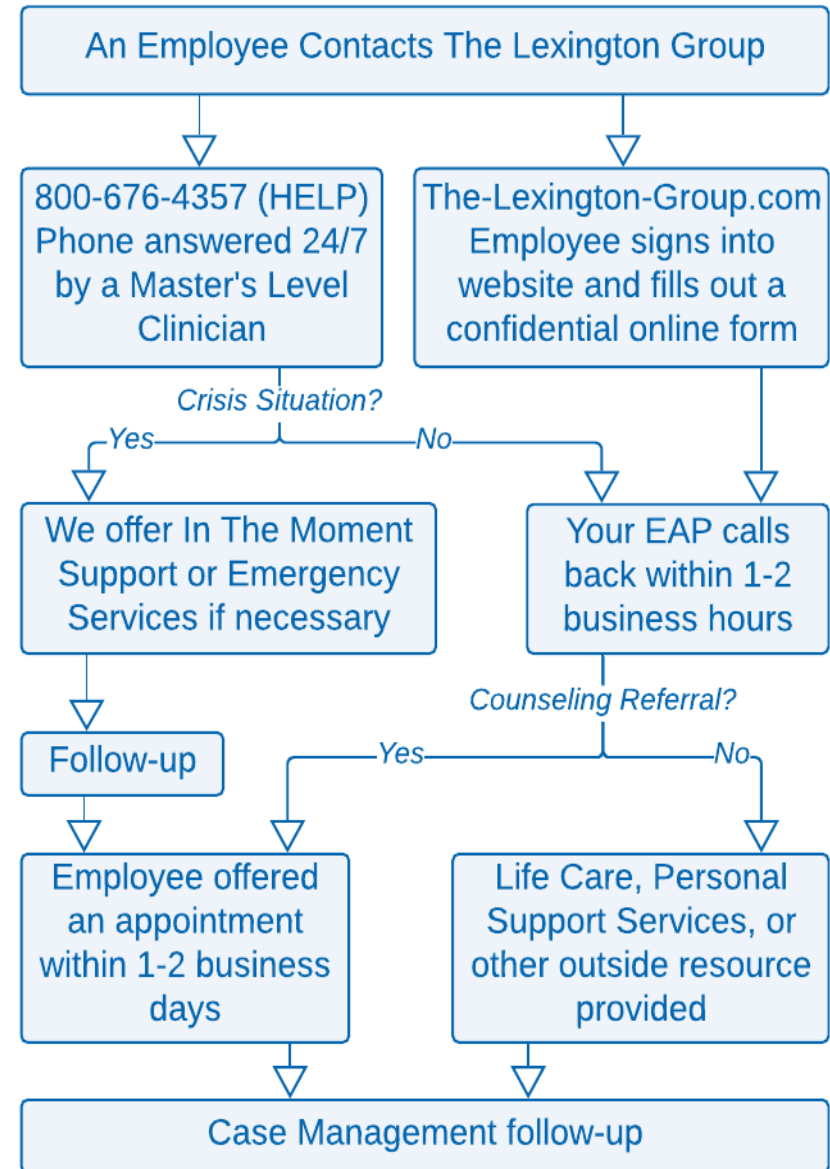 An Employee Contacts The Lexington Group
800-676-4357 (HELP)
Phone answered 24/7
by a Master's Level
Clinician
The-Lexington-Group.com
Employee signs into
website and fills out a
confidential online form
Crisis Situation?
Yes
No
We offer In The Moment
Support or Emergency
Services if necessary
Your EAP calls
back within 1-2
business hours
Counseling Referral?
Follow-up
Yes
No
Employee offered
an appointment
within 1-2 business
days
Life Care, Personal
Support Services, or
other outside resource
provided
Case Management follow-up